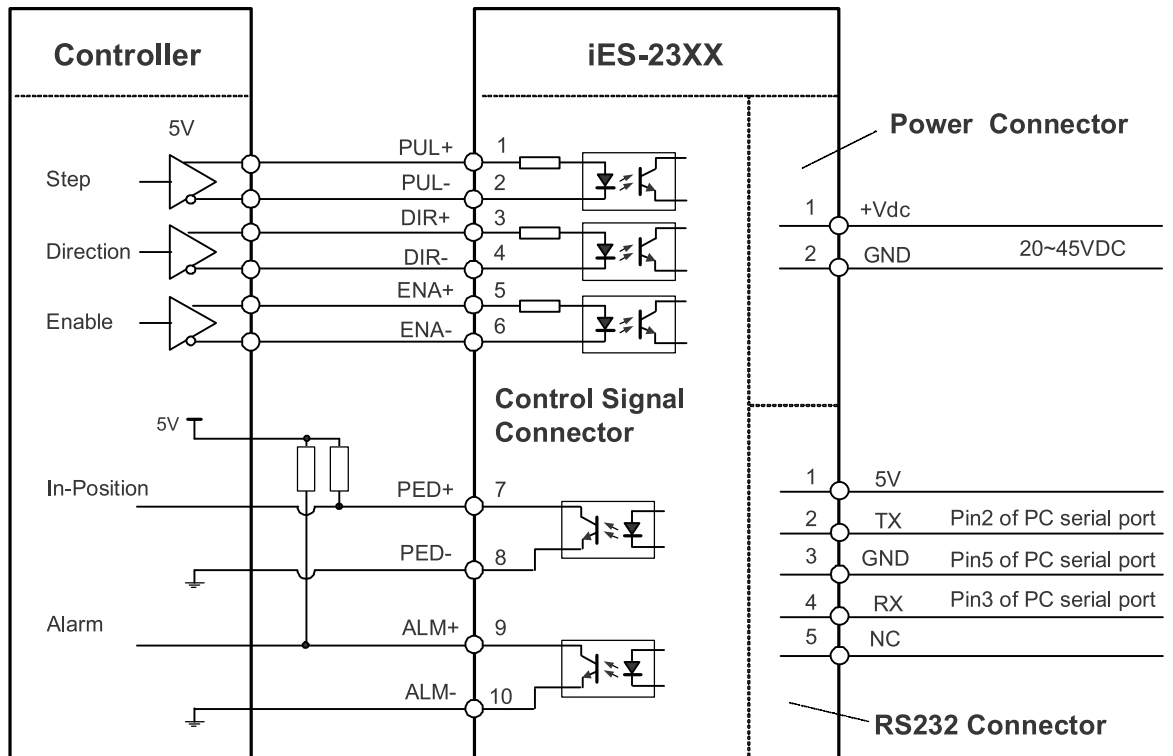 Controller
iES-23XX
5V
Step
Direction
Enable
PUL+ 1
PUL- 2
DIR+ 3
DIR- 4
ENA+ 5
ENA- 6
Control Signal
Connector
5V
In-Position
PED+ 7
PED- 8
Alarm
ALM+ 9
ALM- 10
Power Connector
1 +Vdc
2 GND 20~45VDC
1 5V
2 TX Pin2 of PC serial port
3 GND Pin5 of PC serial port
4 RX Pin3 of PC serial port
5 NC
RS232 Connector